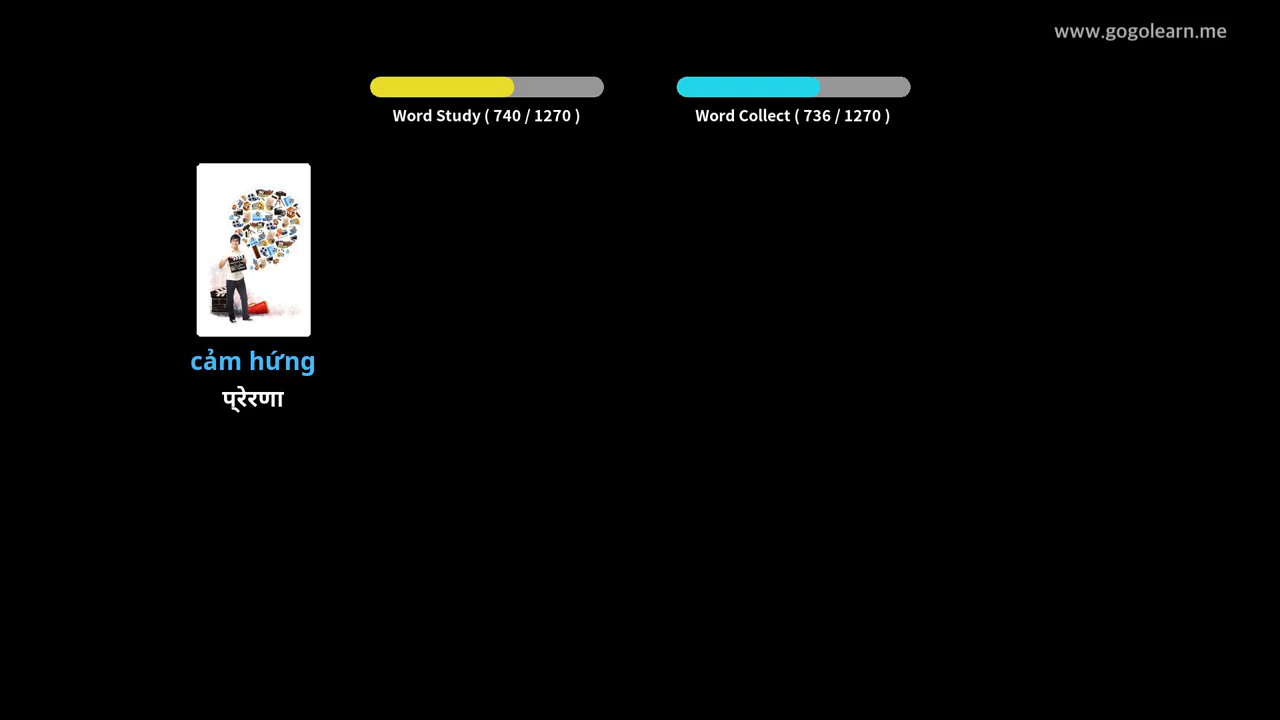 www.gogolearn.me
Word Study ( 740 / 1270 )
Word Collect ( 736 / 1270 )
cảm hứng
प्रेरणा